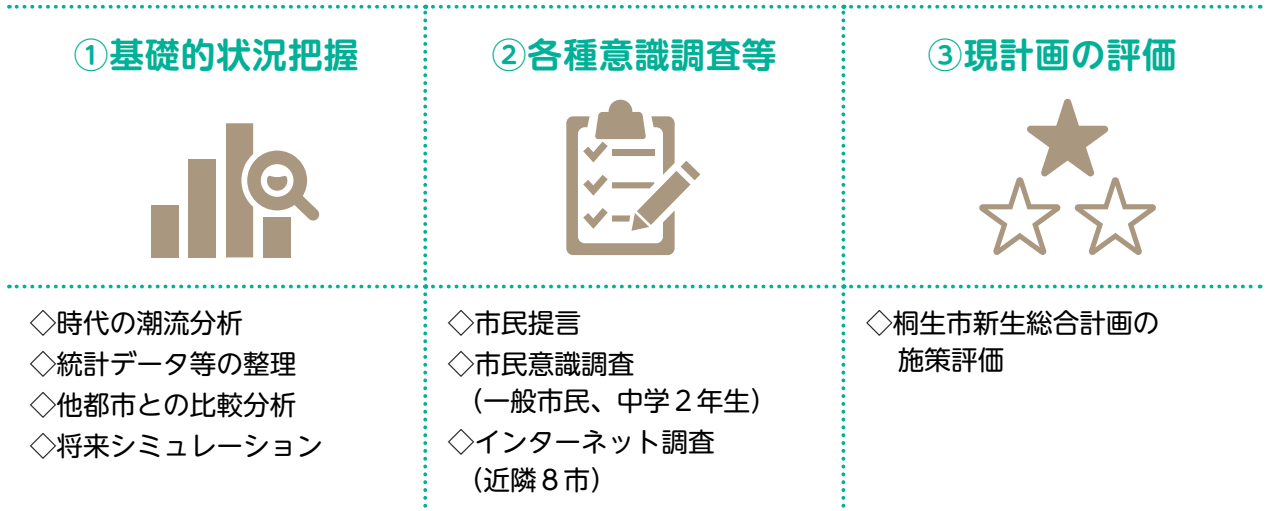 ①基礎的状況把握
◇時代の潮流分析
◇統計データ等の整理
◇他都市との比較分析
◇将来シミュレーション
②各種意識調査等
◇市民提言
◇市民意識調査
（一般市民、中学２年生）
◇インターネット調査
（近隣８市）
③現計画の評価
◇桐生市新生総合計画の
施策評価